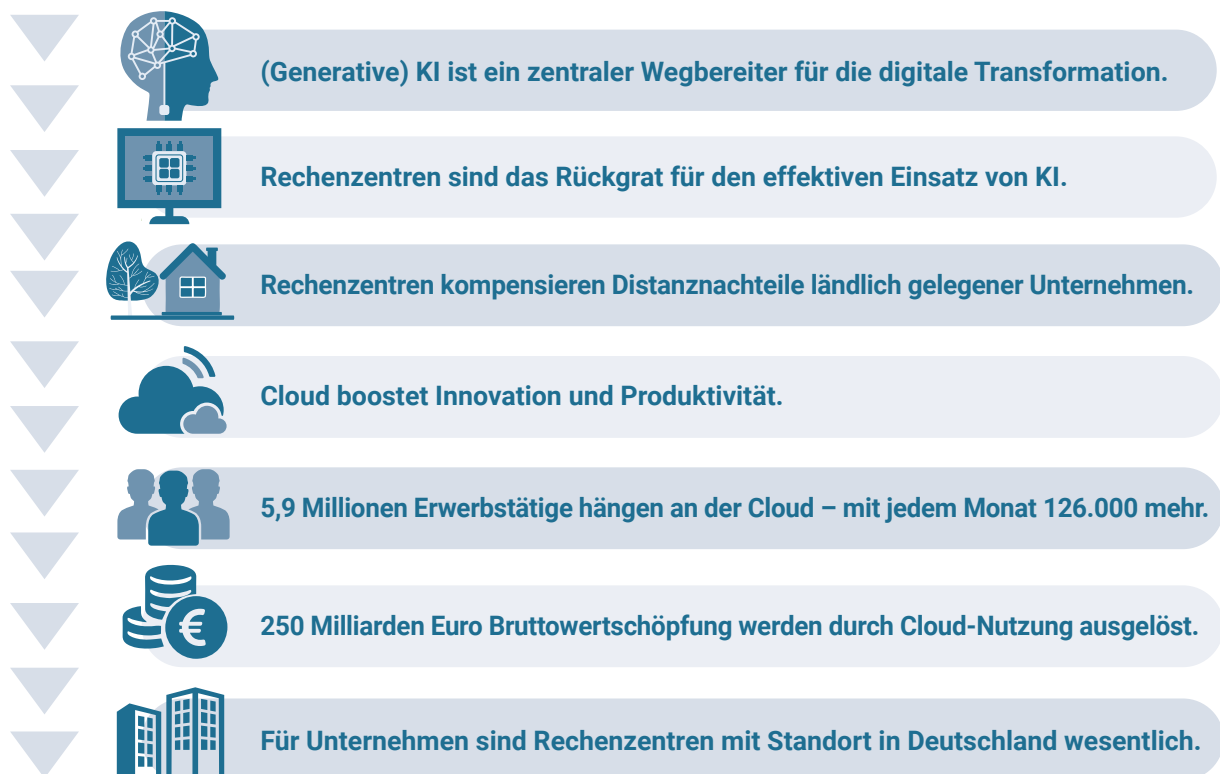 (Generative) KI ist ein zentraler Wegbereiter für die digitale Transformation.
Rechenzentren sind das Rückgrat für den effektiven Einsatz von KI.
Rechenzentren kompensieren Distanznachteile ländlich gelegener Unternehmen.
Cloud boostet Innovation und Produktivität.
5,9 Millionen Erwerbstätige hängen an der Cloud – mit jedem Monat 126.000 mehr.
€
250 Milliarden Euro Bruttowertschöpfung werden durch Cloud-Nutzung ausgelöst.
Für Unternehmen sind Rechenzentren mit Standort in Deutschland wesentlich.